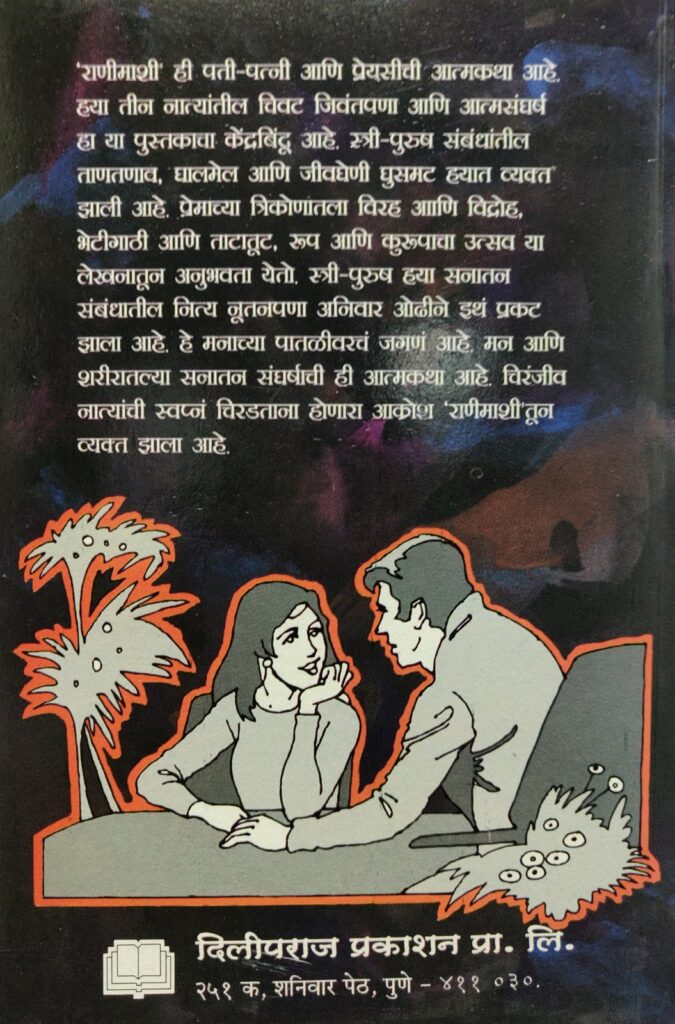 'राणीमाशी' ही पती-पत्नी आणि प्रेयसीची आत्मकथा आहे.
हया तीन नात्यांतील चिवट जिवंतपणा आणि आत्मसंघर्ष
हा या पुस्तकाचा केंद्रबिंदू आहे. स्त्री-पुरुष संबंधांतील
ताणतणाव, घालमेल आणि जीवघेणी घुसमट हयात व्यक्त
झाली आहे. प्रेमाच्या त्रिकोणांतला विरह आाणि विद्रोह,
भेटीगाठी आणि ताटातूट, रूप आणि कुरूपाचा उत्सव या
लेखनातून अनुभवता येतो. स्त्री-पुरुष हया सनातन
संबंधातील नित्य नूतनपणा अनिवार ओढीने इथं प्रकट
झाला आहे. हे मनाच्या पातळीवरचं जगणं आहे. मन आणि
शरीरातल्या सनातन संघर्षाची ही आत्मकथा आहे. चिरंजीव
नात्यांची स्वप्नं चिरडताना होणारा आक्रोश 'राणीमाशी'तून
व्यक्त झाला आहे.
दिलीपराज प्रकाशन प्रा. लि.
२५१ क, शनिवार पेठ, पुणे - ४११ ०३०.